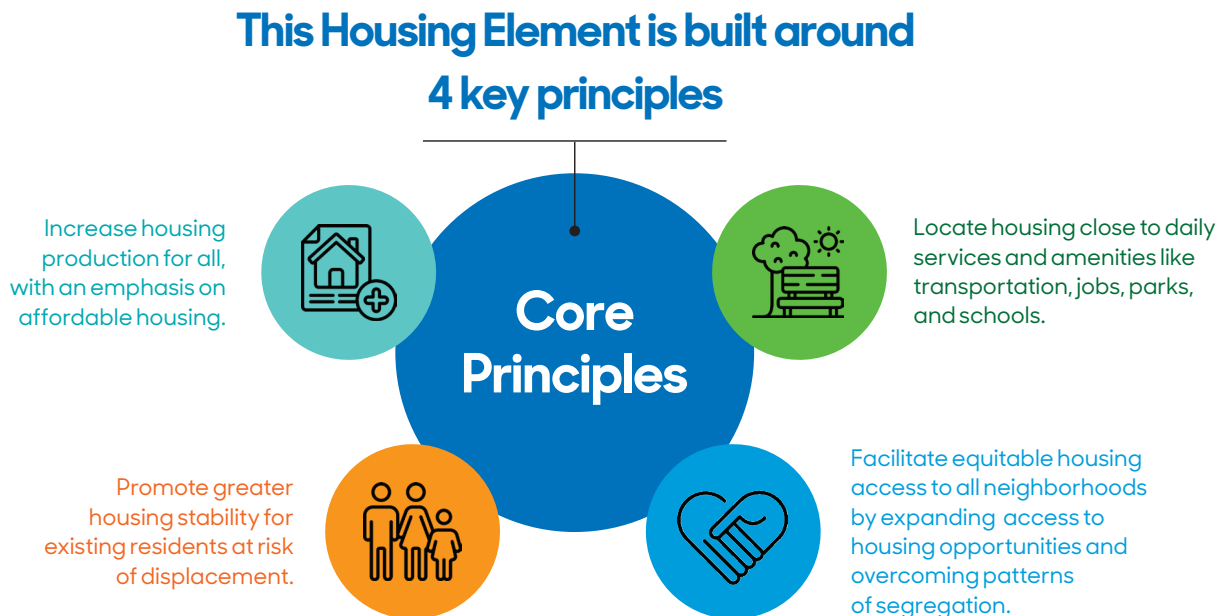 This Housing Element is built around
4 key principles
Core
Principles
Increase housing
production for all,
with an emphasis on
affordable housing.
Locate housing close to daily
services and amenities like
transportation, jobs, parks,
and schools.
Promote greater
housing stability for
existing residents at risk
of displacement.
Facilitate equitable housing
access to all neighborhoods
by expanding access to
housing opportunities and
overcoming patterns
of segregation.